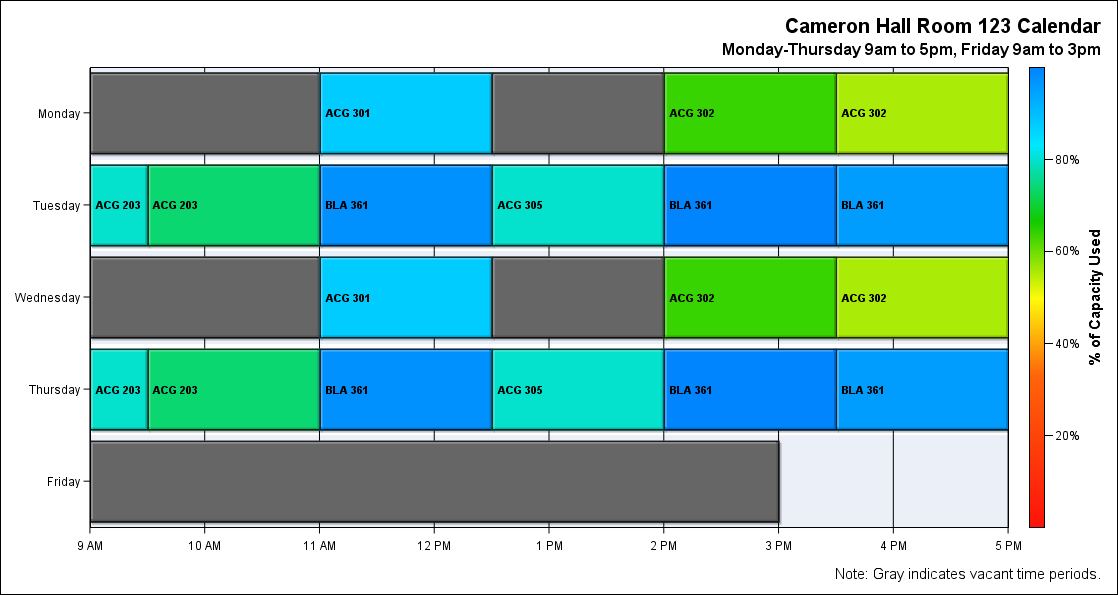 Cameron Hall Room 123 Calendar
Monday-Thursday 9am to 5pm, Friday 9am to 3pm
Monday
ACG 301
ACG 302
ACG 302
Tuesday
ACG 203
ACG 203
BLA 361
ACG 305
BLA 361
BLA 361
Wednesday
ACG 301
ACG 302
ACG 302
Thursday
ACG 203
ACG 203
BLA 361
ACG 305
BLA 361
BLA 361
Friday
9 AM
10 AM
11 AM
12 PM
1 PM
2 PM
3 PM
4 PM
5 PM
80%
60%
40%
20%
% of Capacity Used
Note: Gray indicates vacant time periods.